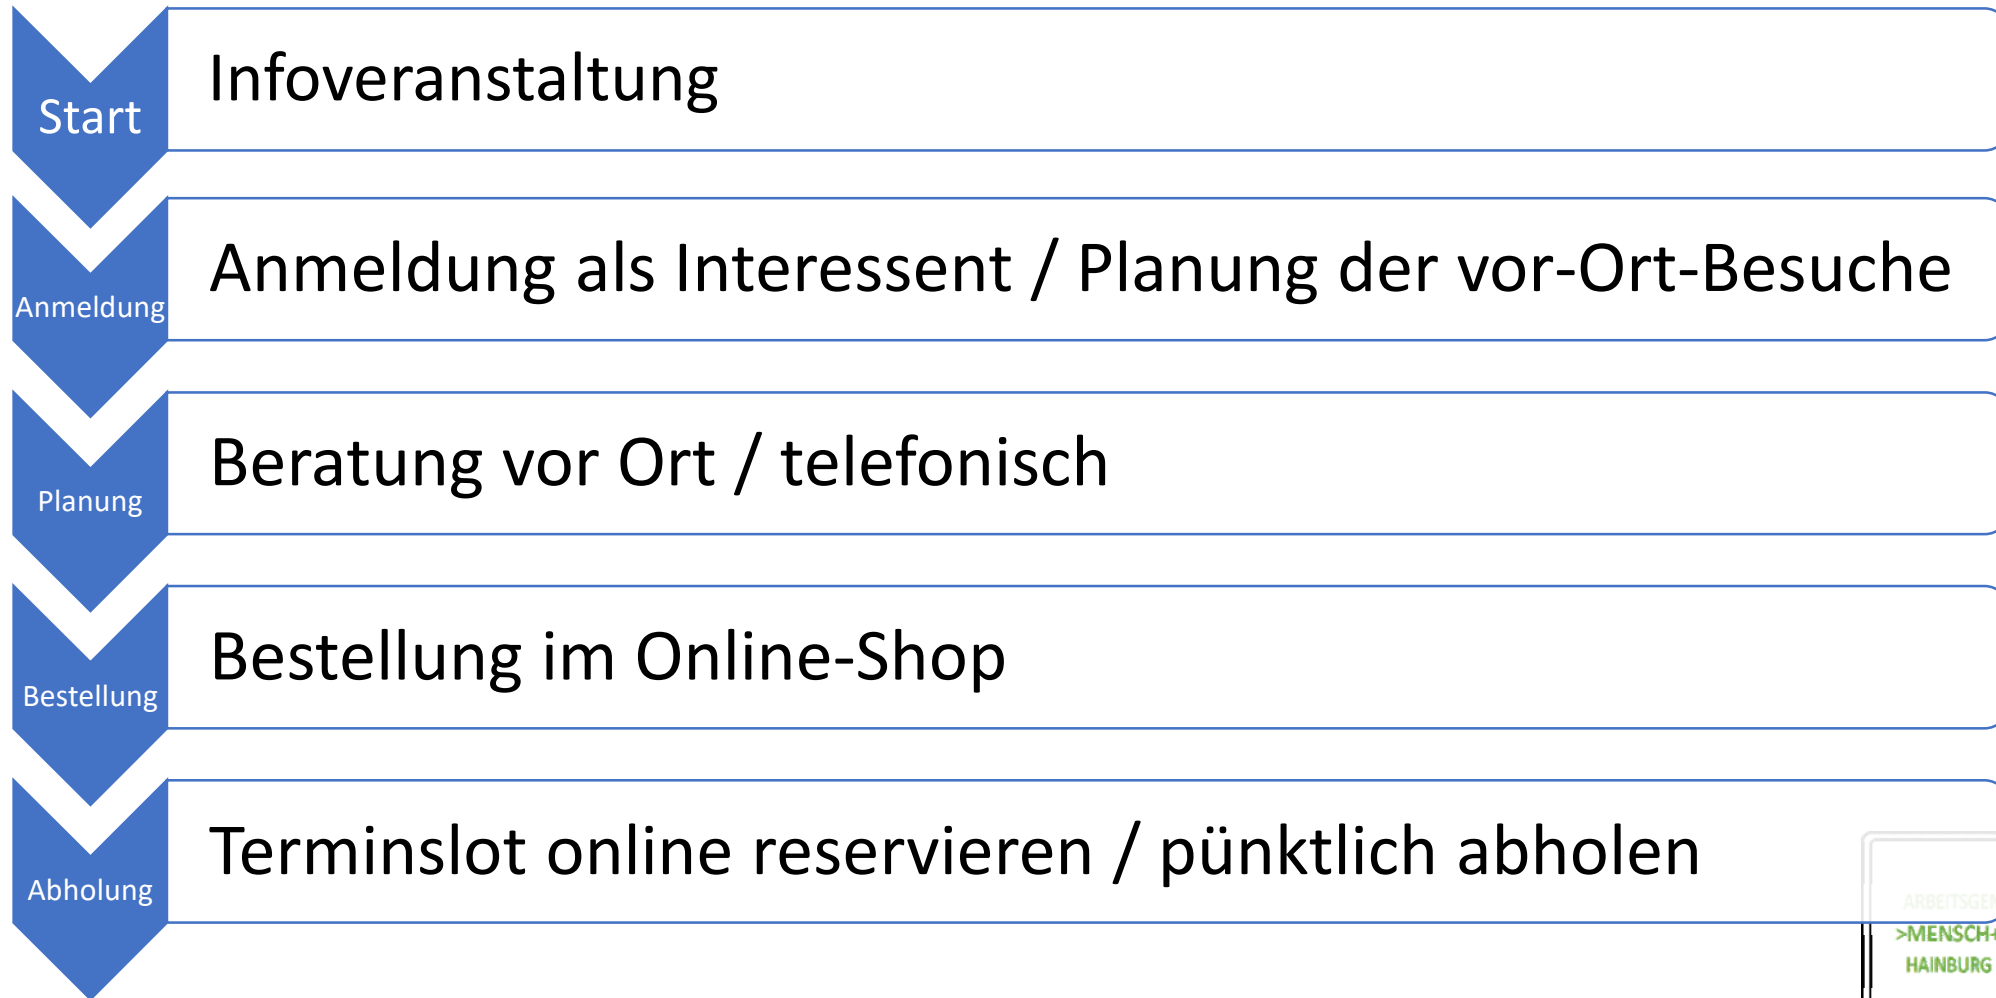 Start
Infoveranstaltung
Anmeldung
Anmeldung als Interessent / Planung der vor-Ort-Besuche
Planung
Beratung vor Ort / telefonisch
Bestellung
Bestellung im Online-Shop
Abholung
Terminslot online reservieren / pünktlich abholen
>MENSCH
HAINBURG